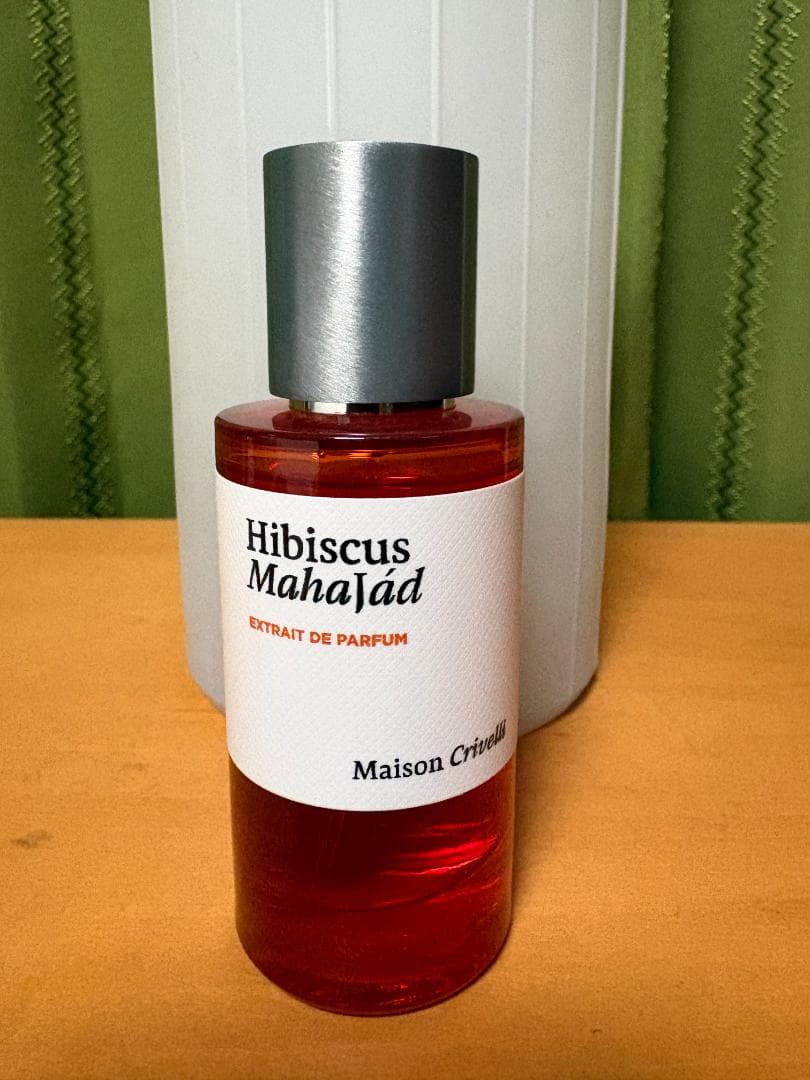 Hibiscus
MahaJád
EXTRAIT DE PARFUM
Maison Crivelli